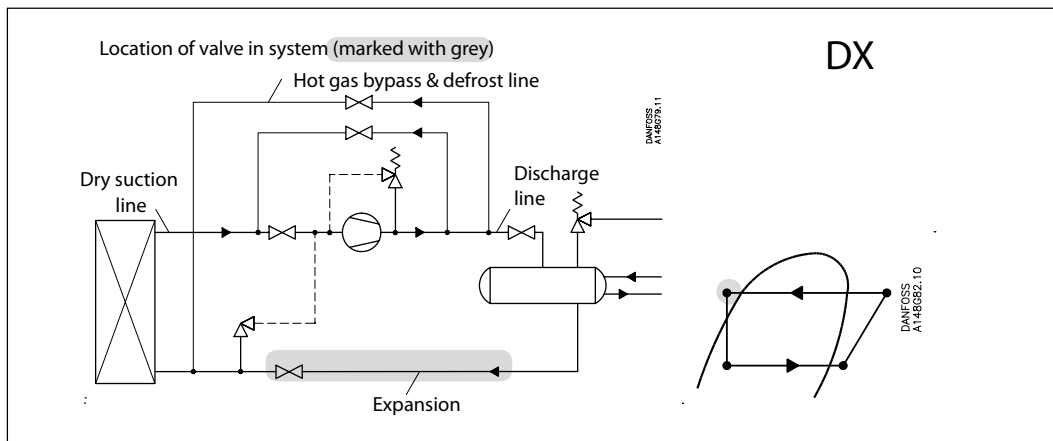 Location of valve in system (marked with grey)
DX
Hot gas bypass & defrost line
DANFOSS
A148G79.11
Dry suction
line
Discharge
line
DANFOSS
A148G82.10
Expansion